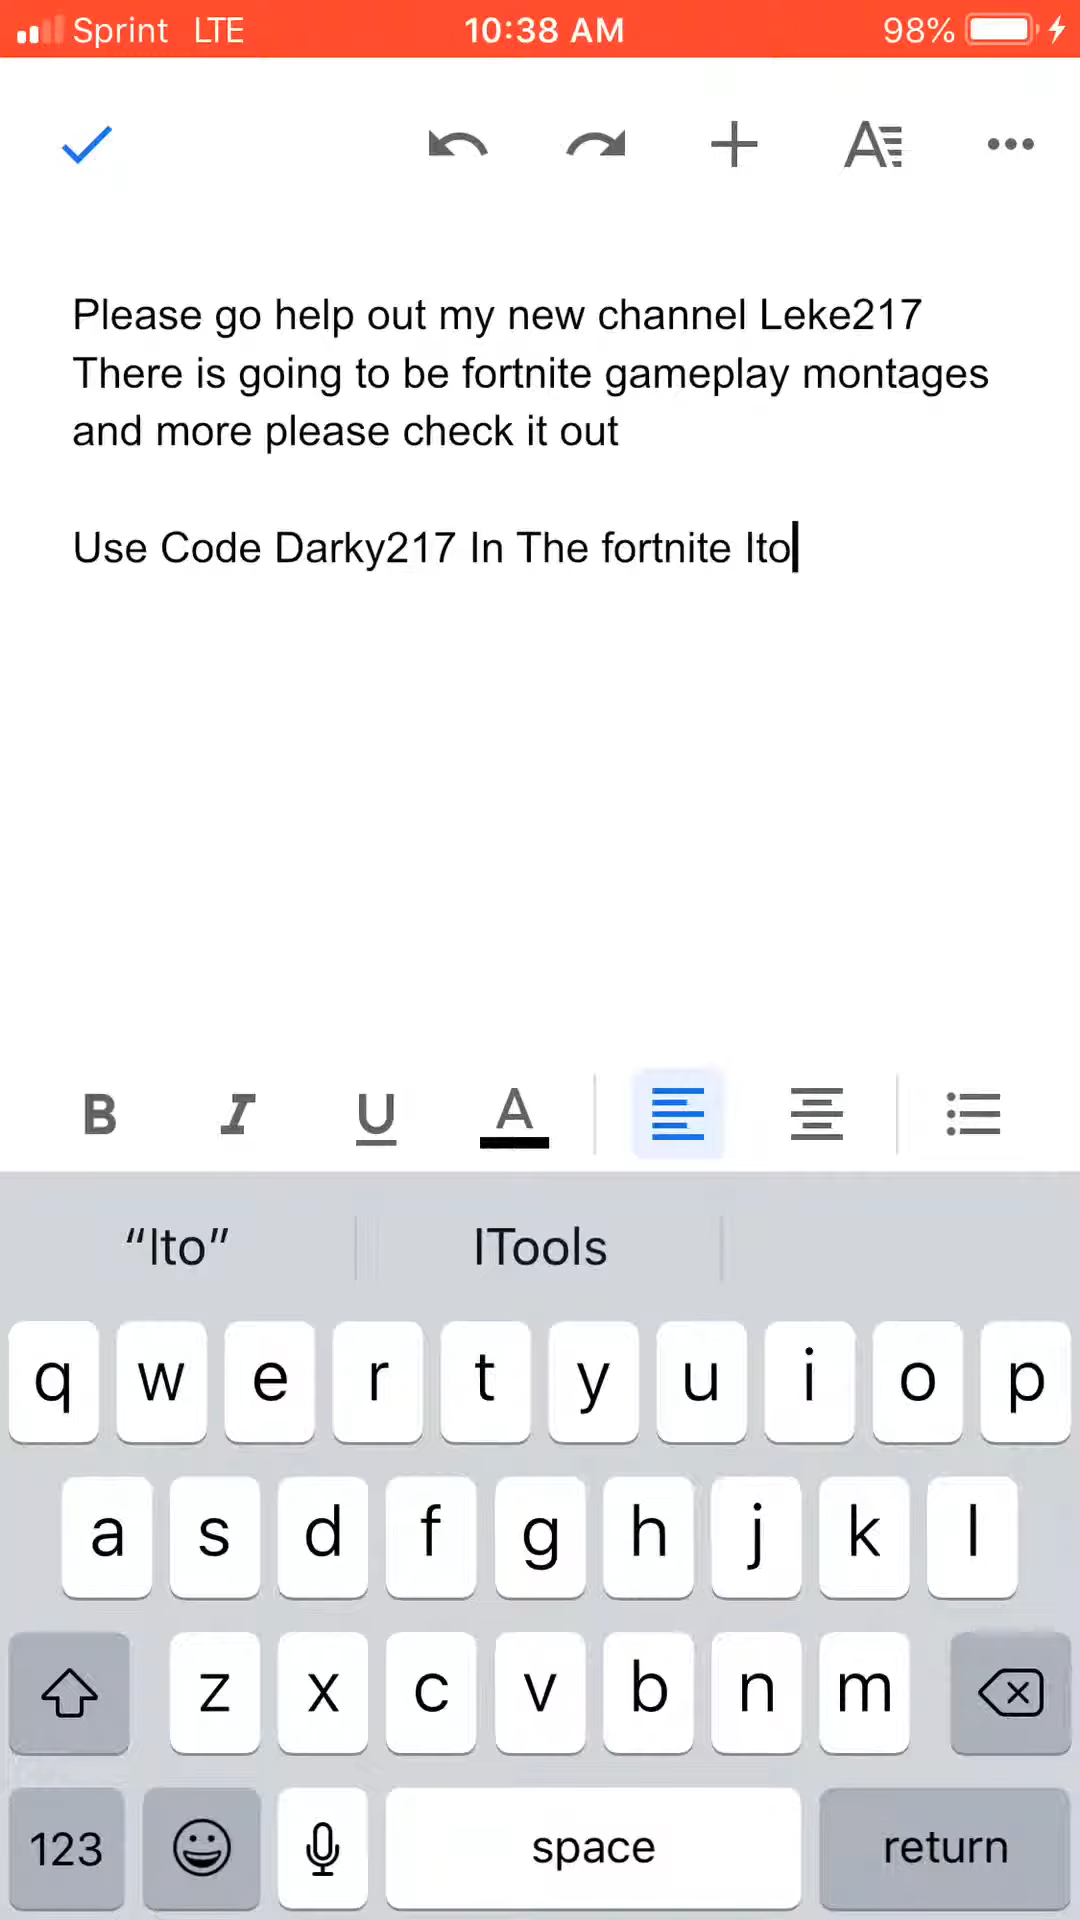 Sprint LTE 10:38 AM 98%
Please go help out my new channel Leke217
There is going to be fortnite gameplay montages
and more please check it out
Use Code Darky217 In The fortnite Ito
B I U A
“Ito” ITools
q w e r t y u i o p
a s d f g h j k l
z x c v b n m
123 space return